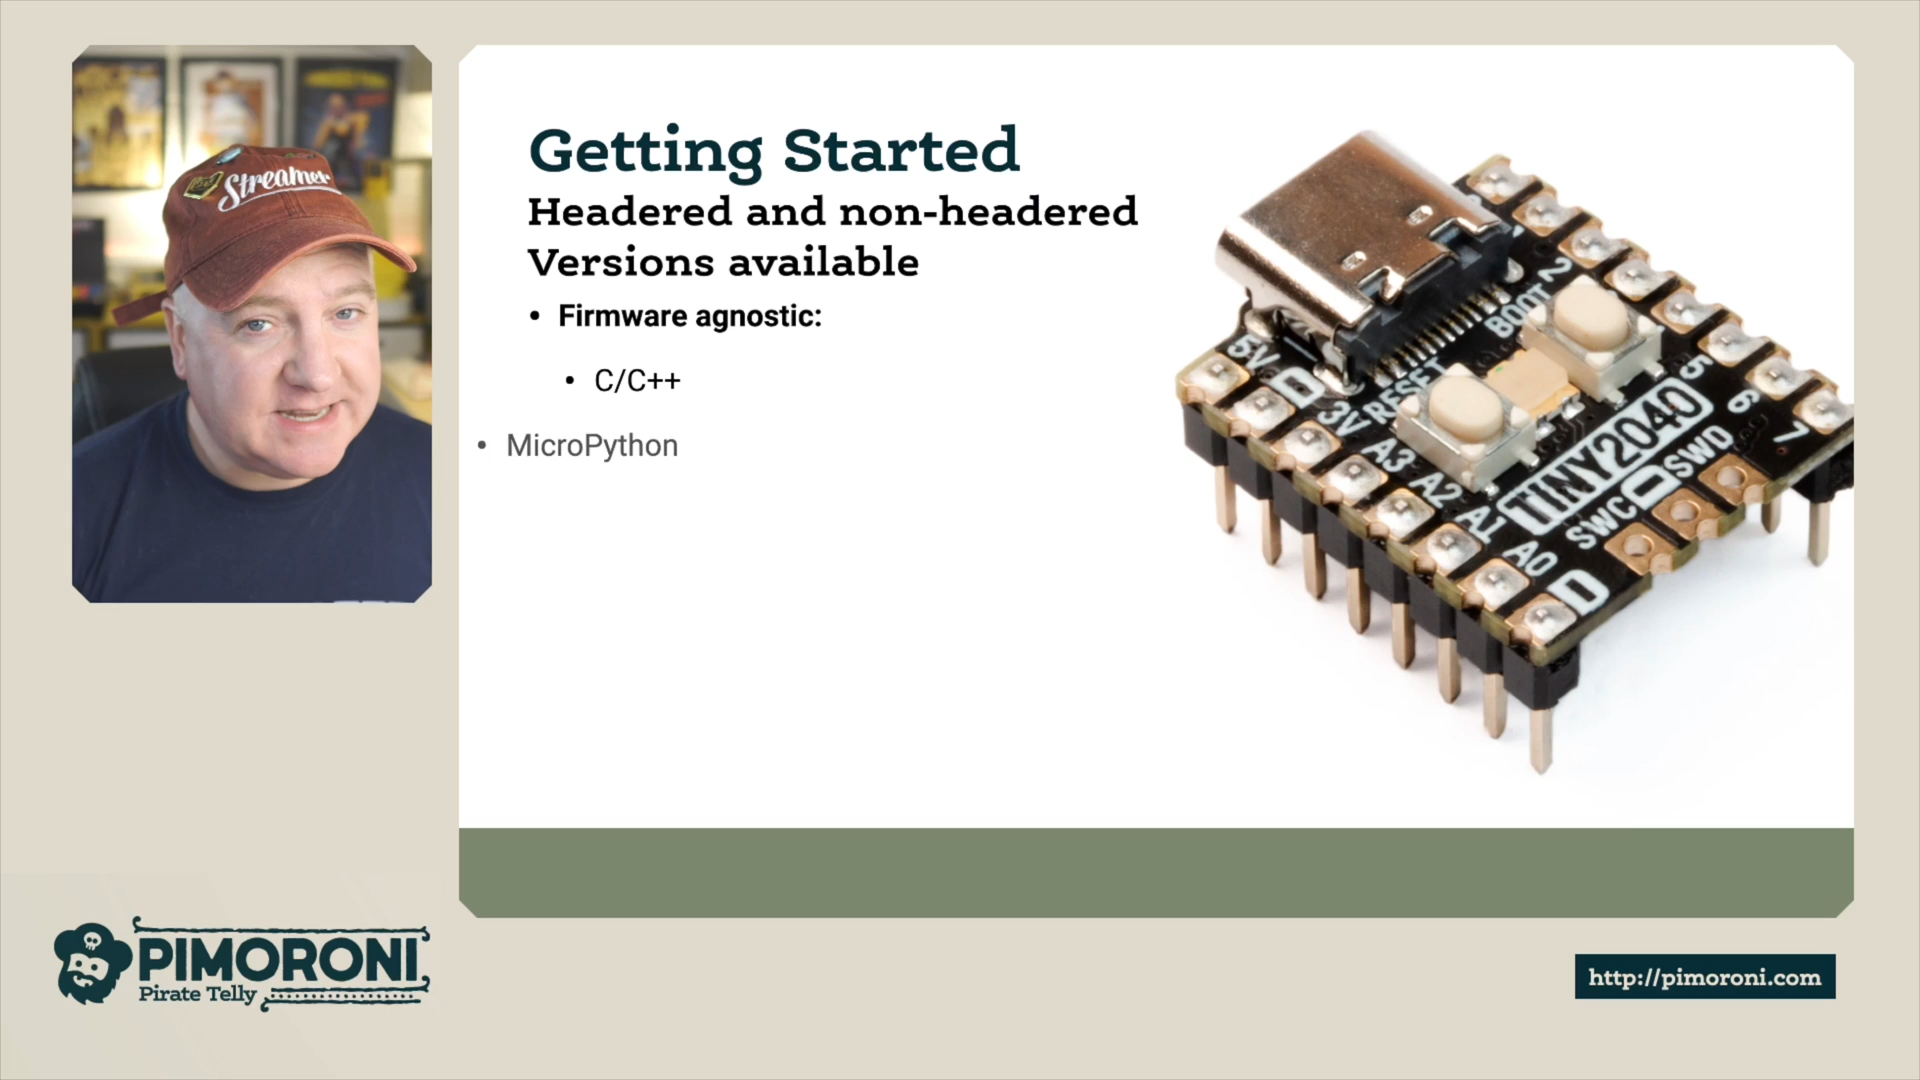 Streamer
Getting Started
Headered and non-headered
Versions available
• Firmware agnostic:
• C/C++
• MicroPython
5V
3V
A3
A2
A1
A0
RESET
BOOT
2
5
6
7
TINY2040
SWC
SWD
PIMORONI
Pirate Telly
http://pimoroni.com